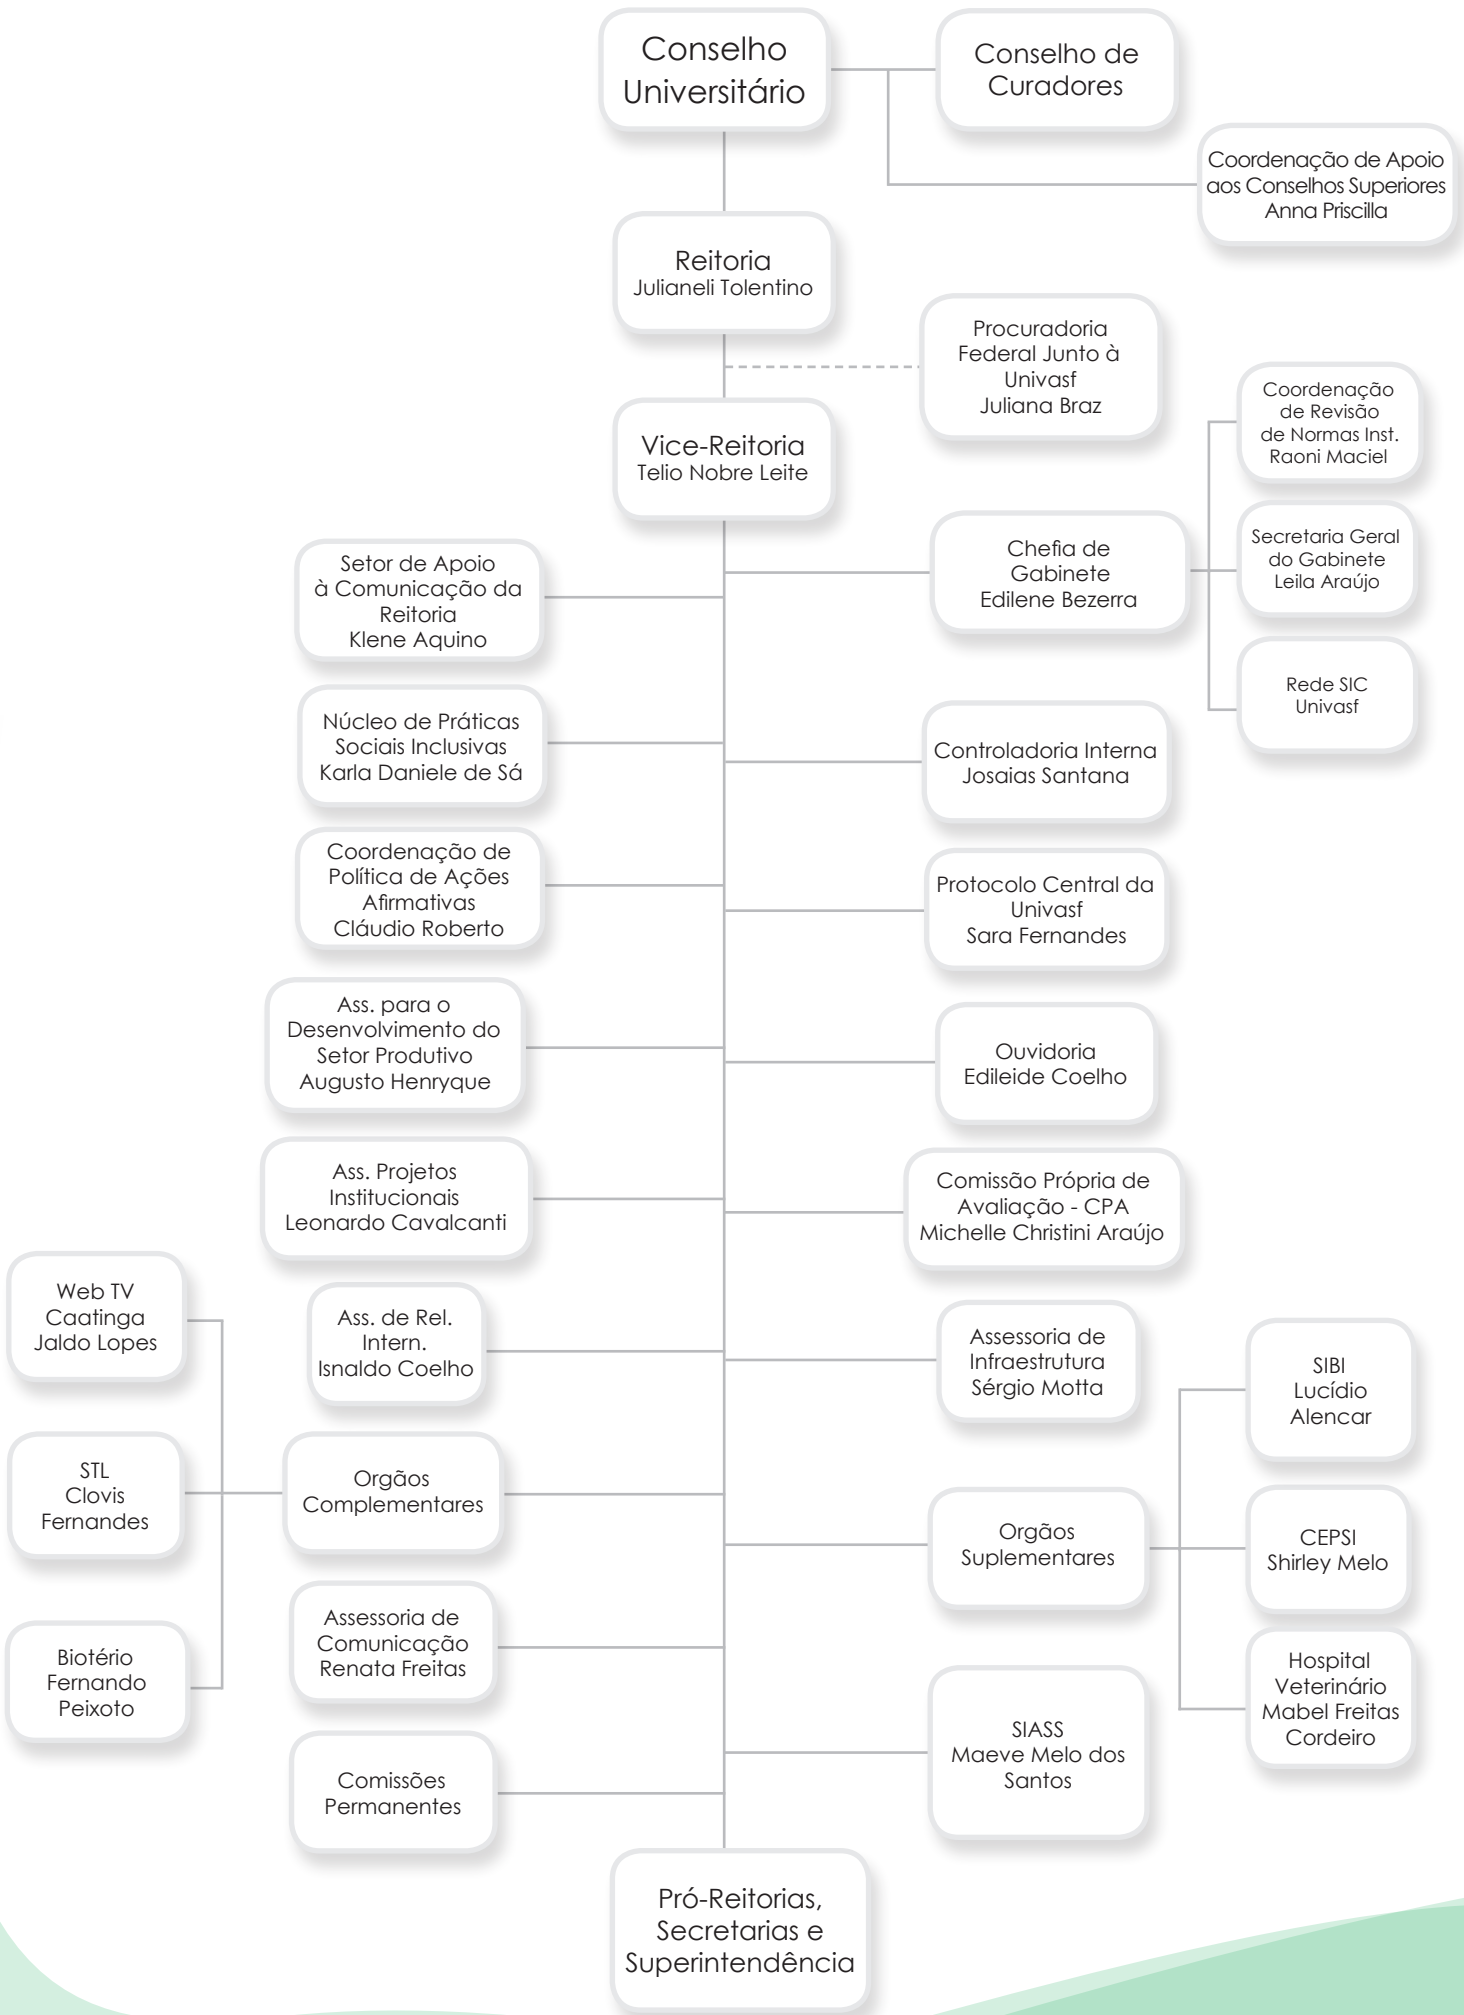 Conselho
Universitário
Conselho de
Curadores
Coordenação de Apoio
aos Conselhos Superiores
Anna Priscilla
Reitoria
Julianeli Tolentino
Procuradoria
Federal Junto à
Univasf
Juliana Braz
Vice-Reitoria
Telio Nobre Leite
Coordenação
de Revisão
de Normas Inst.
Raoni Maciel
Chefia de
Gabinete
Edilene Bezerra
Secretaria Geral
do Gabinete
Leila Araújo
Rede SIC
Univasf
Setor de Apoio
à Comunicação da
Reitoria
Klene Aquino
Núcleo de Práticas
Sociais Inclusivas
Karla Daniele de Sá
Controladoria Interna
Josaias Santana
Coordenação de
Política de Ações
Afirmativas
Cláudio Roberto
Protocolo Central da
Univasf
Sara Fernandes
Ass. para o
Desenvolvimento do
Setor Produtivo
Augusto Henryque
Ouvidoria
Edileide Coelho
Ass. Projetos
Institucionais
Leonardo Cavalcanti
Comissão Própria de
Avaliação - CPA
Michelle Christini Araújo
Web TV
Caatinga
Jaldo Lopes
Ass. de Rel.
Intern.
Isnaldo Coelho
Assessoria de
Infraestrutura
Sérgio Motta
SIBI
Lucídio
Alencar
STL
Clovis
Fernandes
Orgãos
Complementares
Orgãos
Suplementares
CEPSI
Shirley Melo
Biotério
Fernando
Peixoto
Assessoria de
Comunicação
Renata Freitas
Hospital
Veterinário
Mabel Freitas
Cordeiro
SIASS
Maeve Melo dos
Santos
Comissões
Permanentes
Pró-Reitorias,
Secretarias e
Superintendência